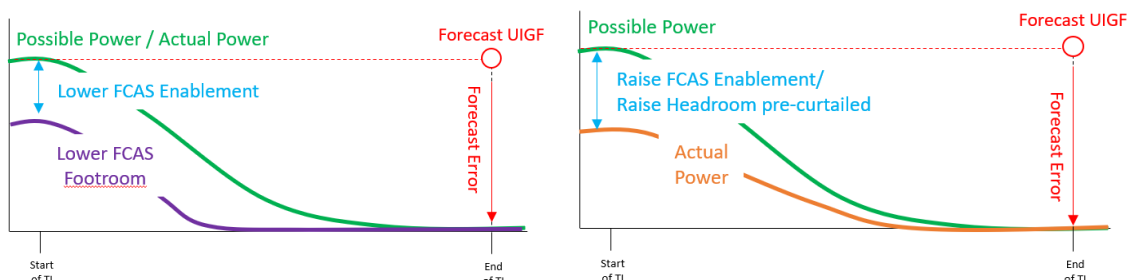 Possible Power / Actual Power
Forecast UIGF
Lower FCAS Enablement
Lower FCAS
Footroom
Forecast Error
Start
of TI
End
of TI
Possible Power
Forecast UIGF
Raise FCAS Enablement/
Raise Headroom pre-curtailed
Actual
Power
Forecast Error
Start
of TI
End
of TI